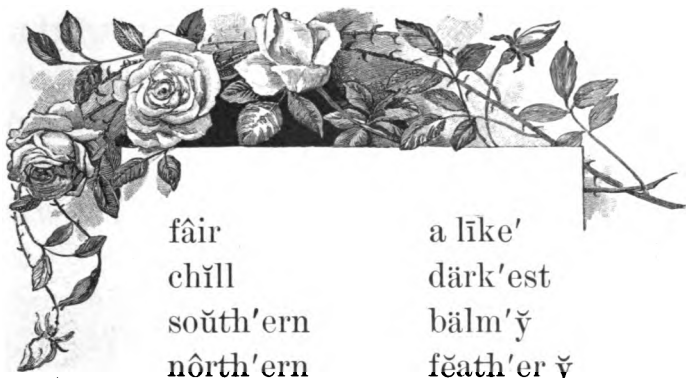 fâir a līke′
chĭll därk′est
soŭth′ern bälm′y̆
nôrth′ern fĕath′er y̆